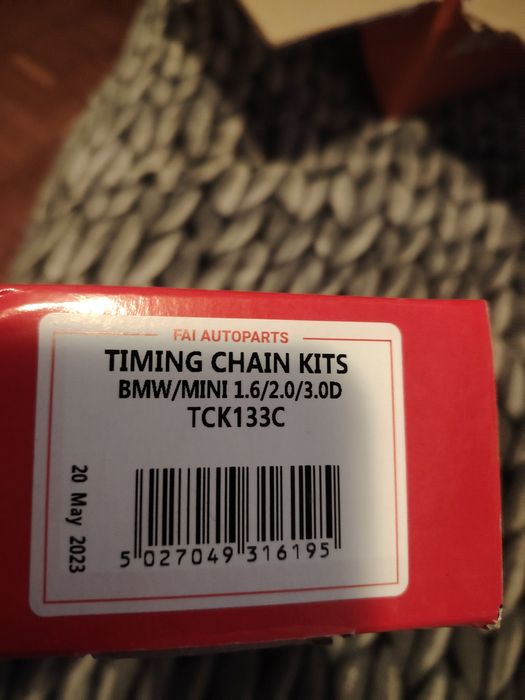 FAI AUTOPARTS
TIMING CHAIN KITS
BMW/MINI 1.6/2.0/3.0D
TCK133C
20 May 2023
5 027049 316195